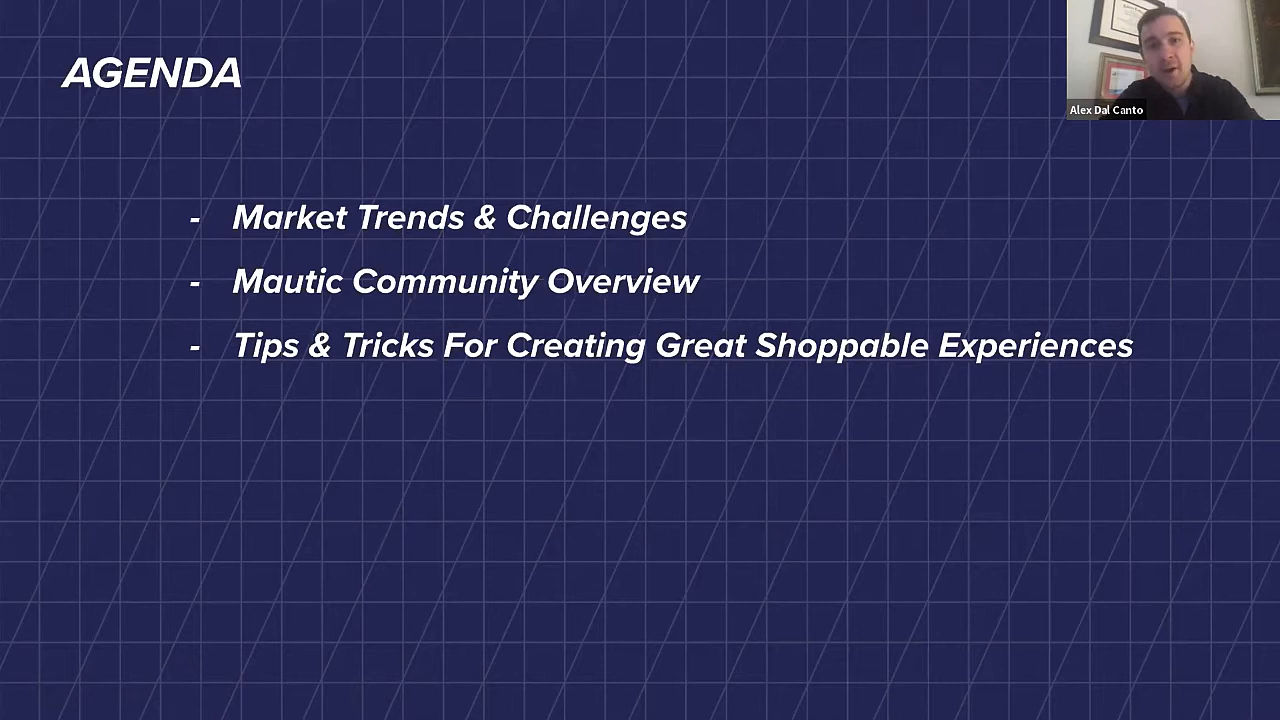 AGENDA
Alex Dal Canto
- Market Trends & Challenges
- Mautic Community Overview
- Tips & Tricks For Creating Great Shoppable Experiences